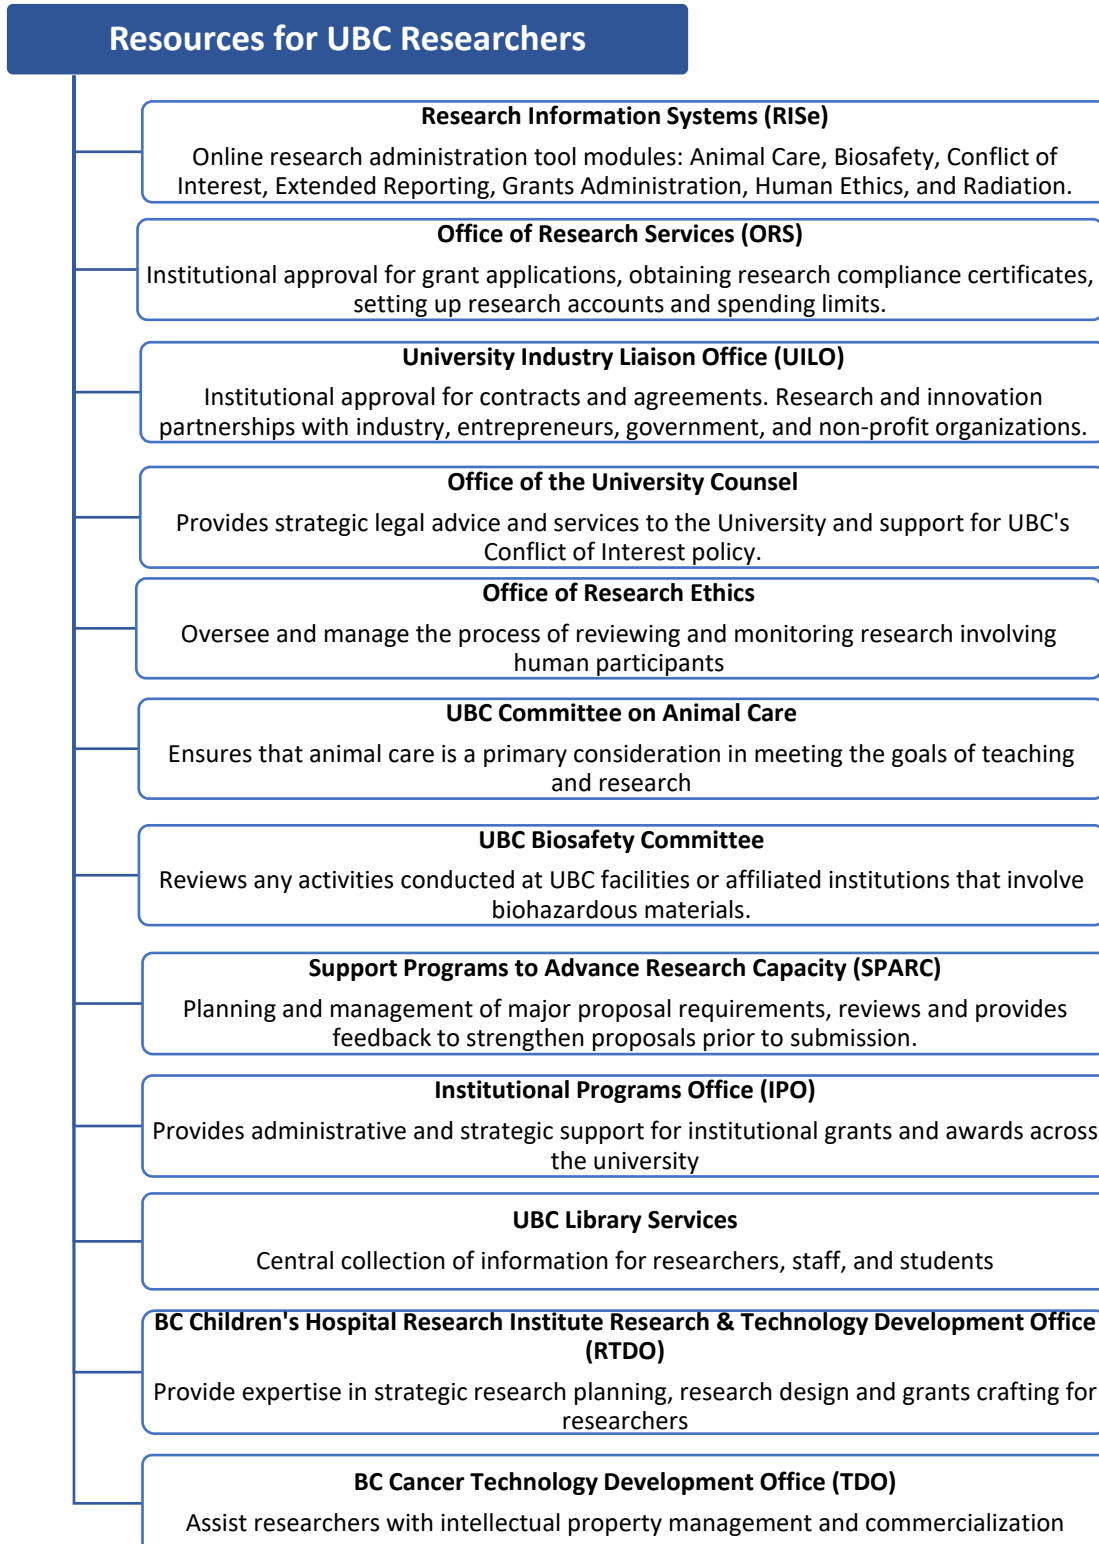 Resources for UBC Researchers
Research Information Systems (RISe)
Online research administration tool modules: Animal Care, Biosafety, Conflict of
Interest, Extended Reporting, Grants Administration, Human Ethics, and Radiation.
Office of Research Services (ORS)
Institutional approval for grant applications, obtaining research compliance certificates,
setting up research accounts and spending limits.
University Industry Liaison Office (UILO)
Institutional approval for contracts and agreements. Research and innovation
partnerships with industry, entrepreneurs, government, and non-profit organizations.
Office of the University Counsel
Provides strategic legal advice and services to the University and support for UBC's
Conflict of Interest policy.
Office of Research Ethics
Oversee and manage the process of reviewing and monitoring research involving
human participants
UBC Committee on Animal Care
Ensures that animal care is a primary consideration in meeting the goals of teaching
and research
UBC Biosafety Committee
Reviews any activities conducted at UBC facilities or affiliated institutions that involve
biohazardous materials.
Support Programs to Advance Research Capacity (SPARC)
Planning and management of major proposal requirements, reviews and provides
feedback to strengthen proposals prior to submission.
Institutional Programs Office (IPO)
Provides administrative and strategic support for institutional grants and awards across
the university
UBC Library Services
Central collection of information for researchers, staff, and students
BC Children's Hospital Research Institute Research & Technology Development Office
(RTDO)
Provide expertise in strategic research planning, research design and grants crafting for
researchers
BC Cancer Technology Development Office (TDO)
Assist researchers with intellectual property management and commercialization